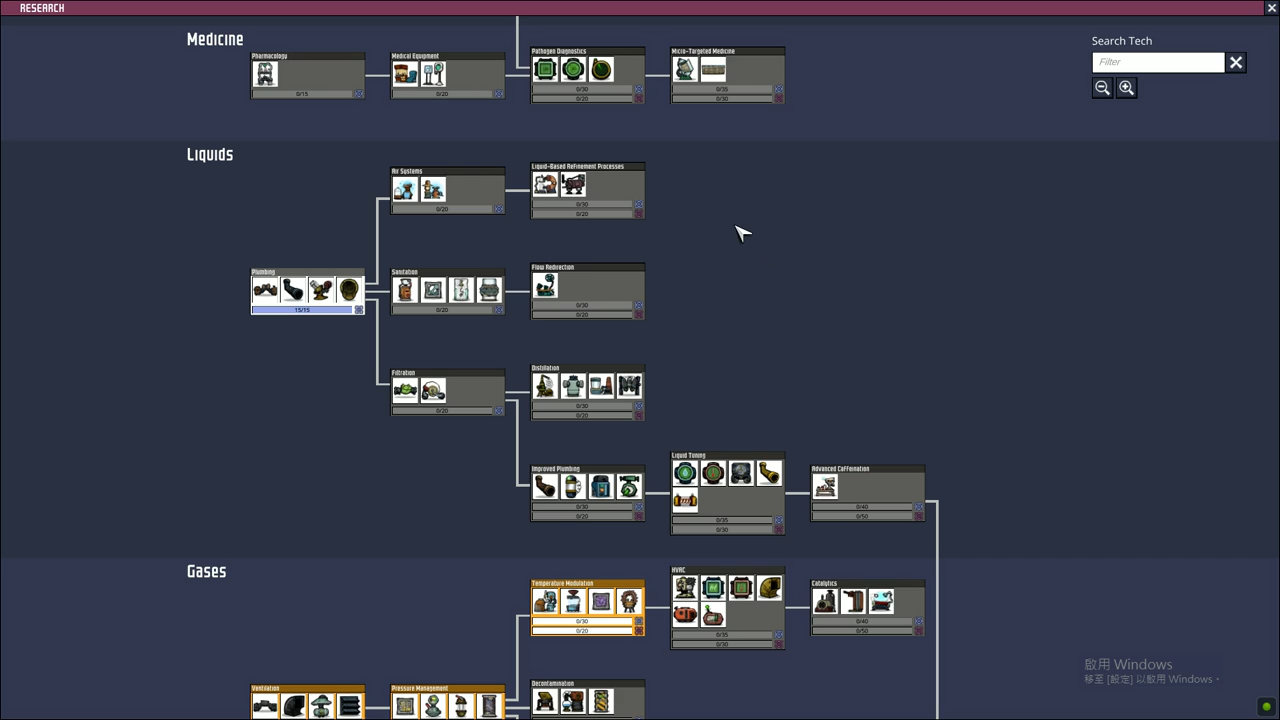 RESEARCH
Medicine
Search Tech
Filter
Pharmacology
0/15
Medical Equipment
0/20
Pathogen Diagnostics
0/30
0/20
Micro-Targeted Medicine
0/35
0/30
Liquids
Air Systems
0/20
Liquid-Based Refinement Processes
0/30
0/20
Plumbing
15/15
Sanitation
0/20
Flow Redirection
0/30
0/20
Filtration
0/20
Distillation
0/30
0/20
Improved Plumbing
0/30
0/20
Liquid Tuning
0/35
0/30
Advanced Caffeination
0/40
0/50
Gases
Temperature Modulation
0/30
0/20
HVAC
0/35
0/30
Catalytics
0/40
0/50
Ventilation
Pressure Management
Decontamination
啟用 Windows
移至 [設定] 以啟用 Windows。